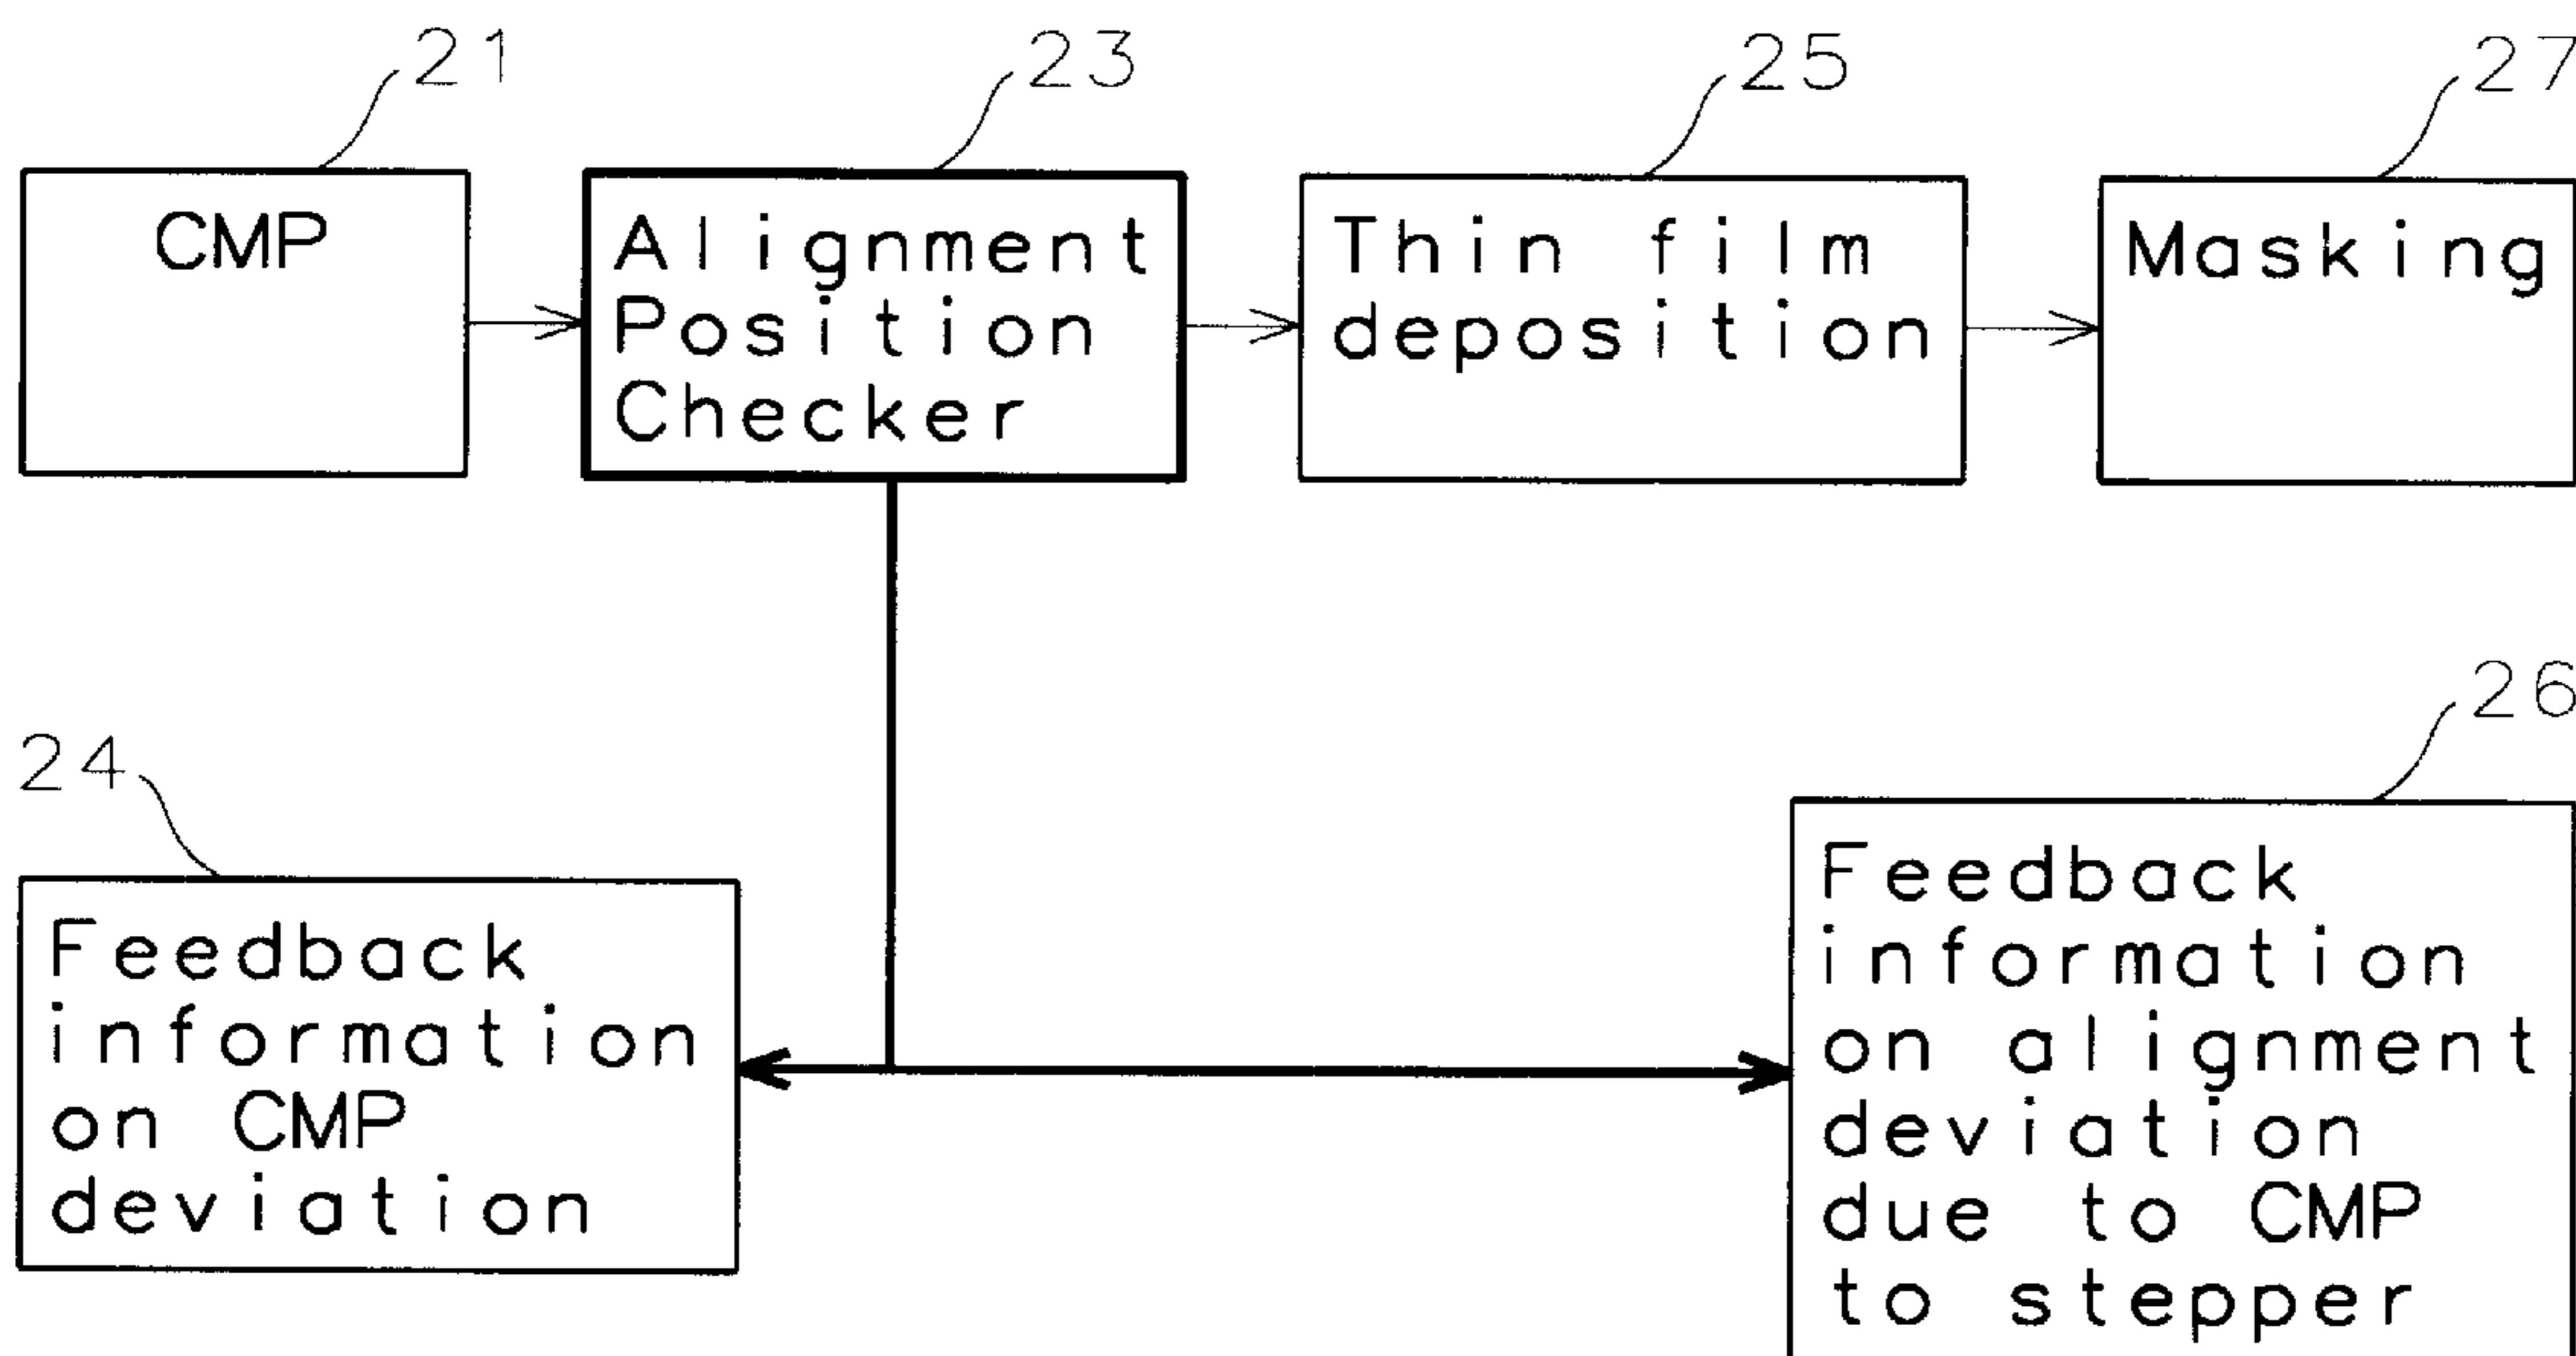 21
23
25
27
CMP
Alignment
Position
Checker
Thin film
deposition
Masking
24
26
Feedback
information
on CMP
deviation
Feedback
information
on alignment
deviation
due to CMP
to stepper